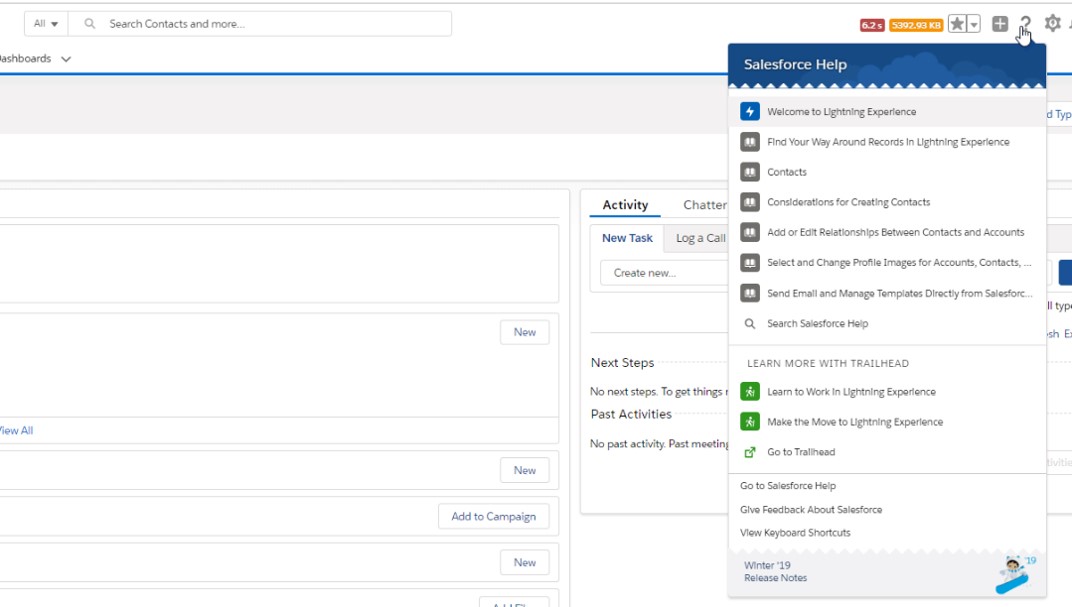 All
Search Contacts and more...
6.2 s
5392.93 KB
Dashboards
Salesforce Help
Welcome to Lightning Experience
Find Your Way Around Records in Lightning Experience
Contacts
Considerations for Creating Contacts
Add or Edit Relationships Between Contacts and Accounts
Select and Change Profile Images for Accounts, Contacts, ...
Send Email and Manage Templates Directly from Salesforc...
Search Salesforce Help
LEARN MORE WITH TRAILHEAD
Learn to Work in Lightning Experience
Make the Move to Lightning Experience
Go to Trailhead
Go to Salesforce Help
Give Feedback About Salesforce
View Keyboard Shortcuts
Winter '19
Release Notes
'19
Activity Chatter
New Task Log a Call
Create new...
Next Steps
No next steps. To get things
Past Activities
No past activity. Past meeting
New
View All
New
Add to Campaign
New